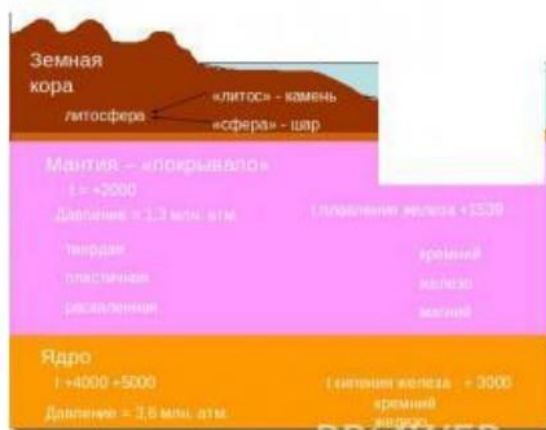 Земная
кора
«литос» - камень
литосфера
«сфера» - шар
Мантия – «покрывало»
t = +2000
Давление = 1,3 млн. атм.
t плавления железа +1539
твердая
кремний
пластичная
железо
раскаленная
магний
Ядро
t +4000 +5000
t кипения железа + 3000
кремний
Давление = 3,6 млн. атм.
железо